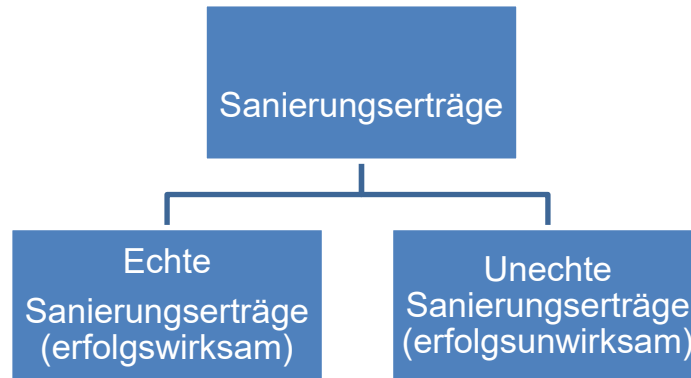 Sanierungserträge
Echte
Sanierungserträge
(erfolgswirksam)
Unechte
Sanierungserträge
(erfolgsunwirksam)